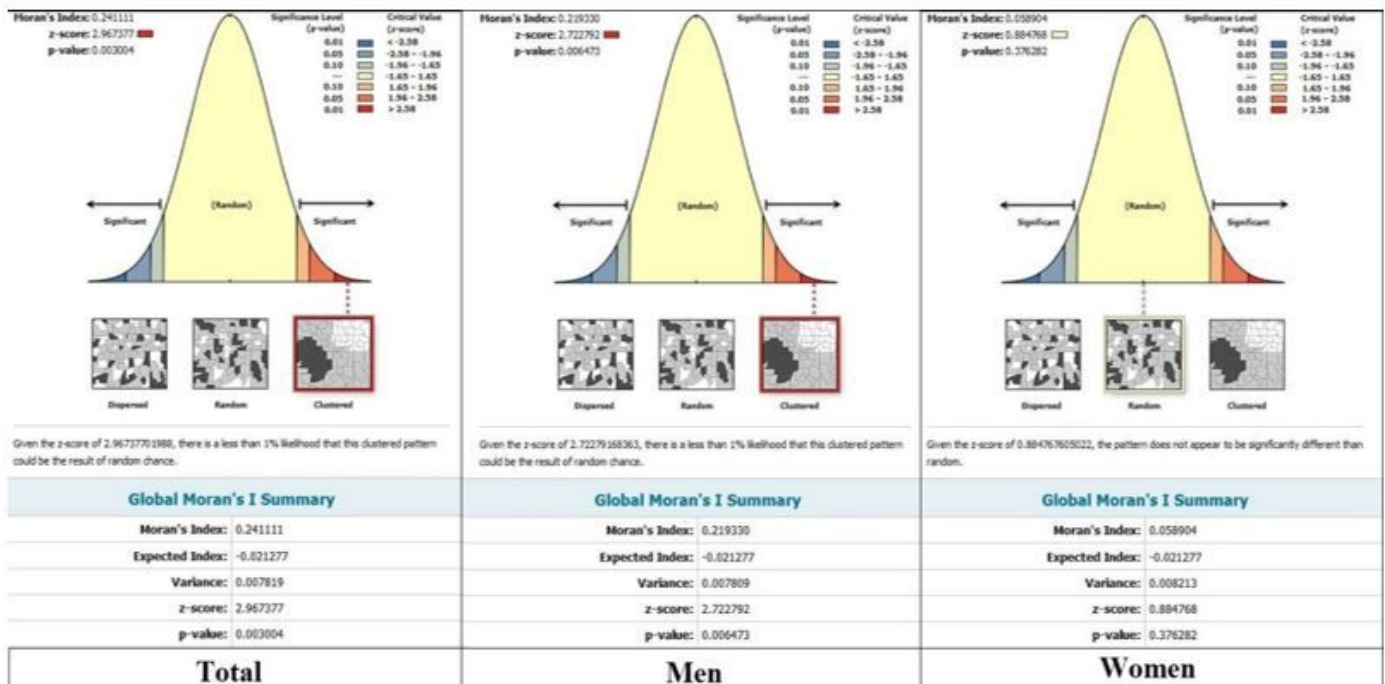 Moran's Index: 0.241111
z-score: 2.967377
p-value: 0.003004
Significance Level
(p-value)
Critical Value
(z-score)
0.01 < -2.58
0.05 -2.58 - -1.96
0.10 -1.96 - -1.65
--- -1.65 - 1.65
0.10 1.65 - 1.96
0.05 1.96 - 2.58
0.01 > 2.58
Significant
(Random)
Significant
Dispersed
Random
Clustered
Given the z-score of 2.96737701988, there is a less than 1% likelihood that this clustered pattern
could be the result of random chance.
Global Moran's I Summary
Moran's Index: 0.241111
Expected Index: -0.021277
Variance: 0.007819
z-score: 2.967377
p-value: 0.003004
Total
Moran's Index: 0.219330
z-score: 2.722792
p-value: 0.006473
Significance Level
(p-value)
Critical Value
(z-score)
0.01 < -2.58
0.05 -2.58 - -1.96
0.10 -1.96 - -1.65
--- -1.65 - 1.65
0.10 1.65 - 1.96
0.05 1.96 - 2.58
0.01 > 2.58
Significant
(Random)
Significant
Dispersed
Random
Clustered
Given the z-score of 2.72279168363, there is a less than 1% likelihood that this clustered pattern
could be the result of random chance.
Global Moran's I Summary
Moran's Index: 0.219330
Expected Index: -0.021277
Variance: 0.007809
z-score: 2.722792
p-value: 0.006473
Men
Moran's Index: 0.058904
z-score: 0.884768
p-value: 0.376282
Significance Level
(p-value)
Critical Value
(z-score)
0.01 < -2.58
0.05 -2.58 - -1.96
0.10 -1.96 - -1.65
--- -1.65 - 1.65
0.10 1.65 - 1.96
0.05 1.96 - 2.58
0.01 > 2.58
Significant
(Random)
Significant
Dispersed
Random
Clustered
Given the z-score of 0.884767605022, the pattern does not appear to be significantly different than
random.
Global Moran's I Summary
Moran's Index: 0.058904
Expected Index: -0.021277
Variance: 0.008213
z-score: 0.884768
p-value: 0.376282
Women